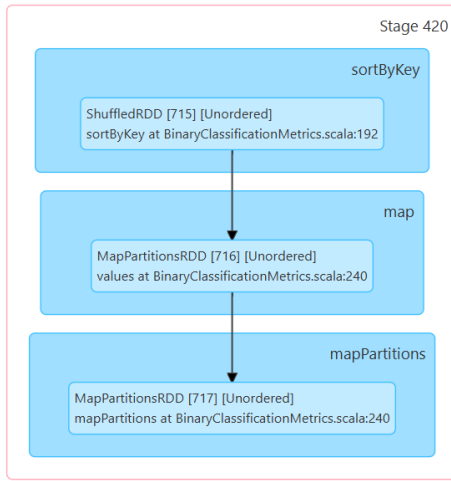 Stage 420
sortByKey
ShuffledRDD [715] [Unordered]
sortByKey at BinaryClassificationMetrics.scala:192
map
MapPartitionsRDD [716] [Unordered]
values at BinaryClassificationMetrics.scala:240
mapPartitions
MapPartitionsRDD [717] [Unordered]
mapPartitions at BinaryClassificationMetrics.scala:240